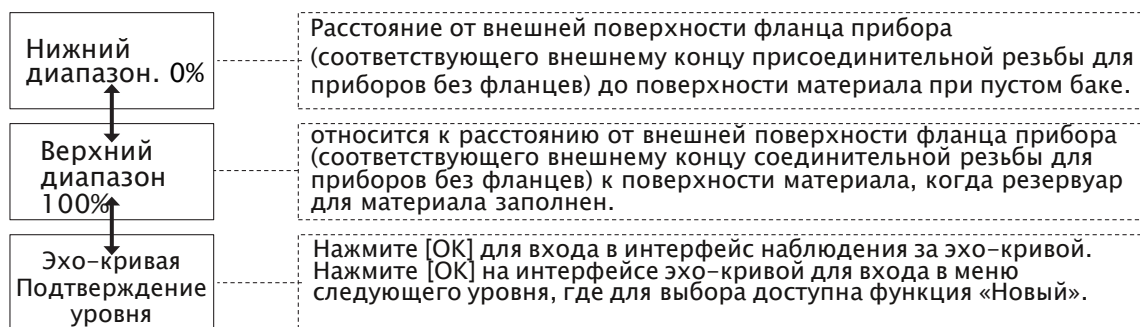 Нижний
диапазон. 0%
Расстояние от внешней поверхности фланца прибора
(соответствующего внешнему концу присоединительной резьбы для
приборов без фланцев) до поверхности материала при пустом баке.
Верхний
диапазон
100%
относится к расстоянию от внешней поверхности фланца прибора
(соответствующего внешнему концу соединительной резьбы для
приборов без фланцев) к поверхности материала, когда резервуар
для материала заполнен.
Эхо-кривая
Подтверждение
уровня
Нажмите [OK] для входа в интерфейс наблюдения за эхо-кривой.
Нажмите [OK] на интерфейсе эхо-кривой для входа в меню
следующего уровня, где для выбора доступна функция «Новый».